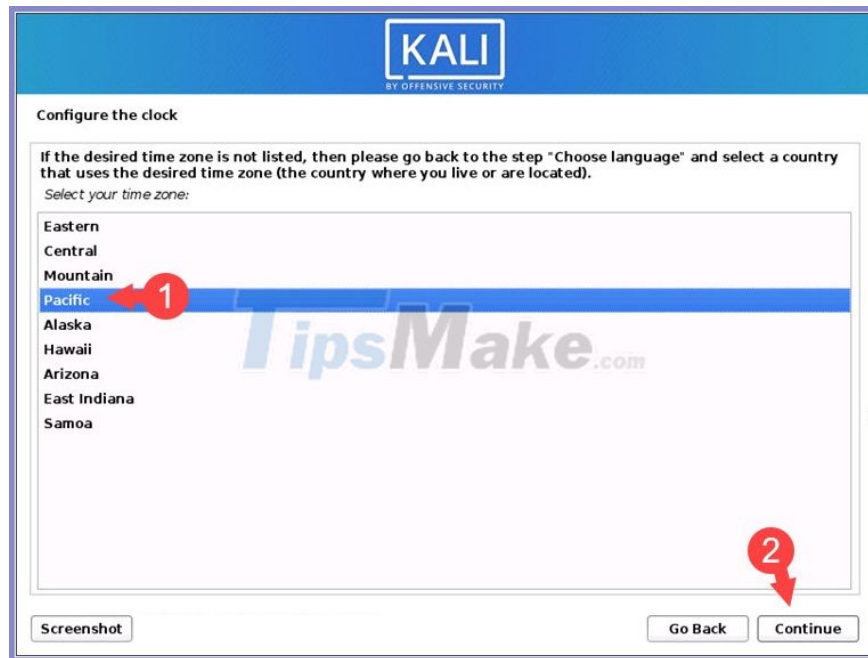 KALI
BY OFFENSIVE SECURITY
Configure the clock
If the desired time zone is not listed, then please go back to the step "Choose language" and select a country
that uses the desired time zone (the country where you live or are located).
Select your time zone:
Eastern
Central
Mountain
Pacific
1
Alaska
Hawaii
Arizona
East Indiana
Samoa
TipsMake.com
2
Screenshot
Go Back
Continue